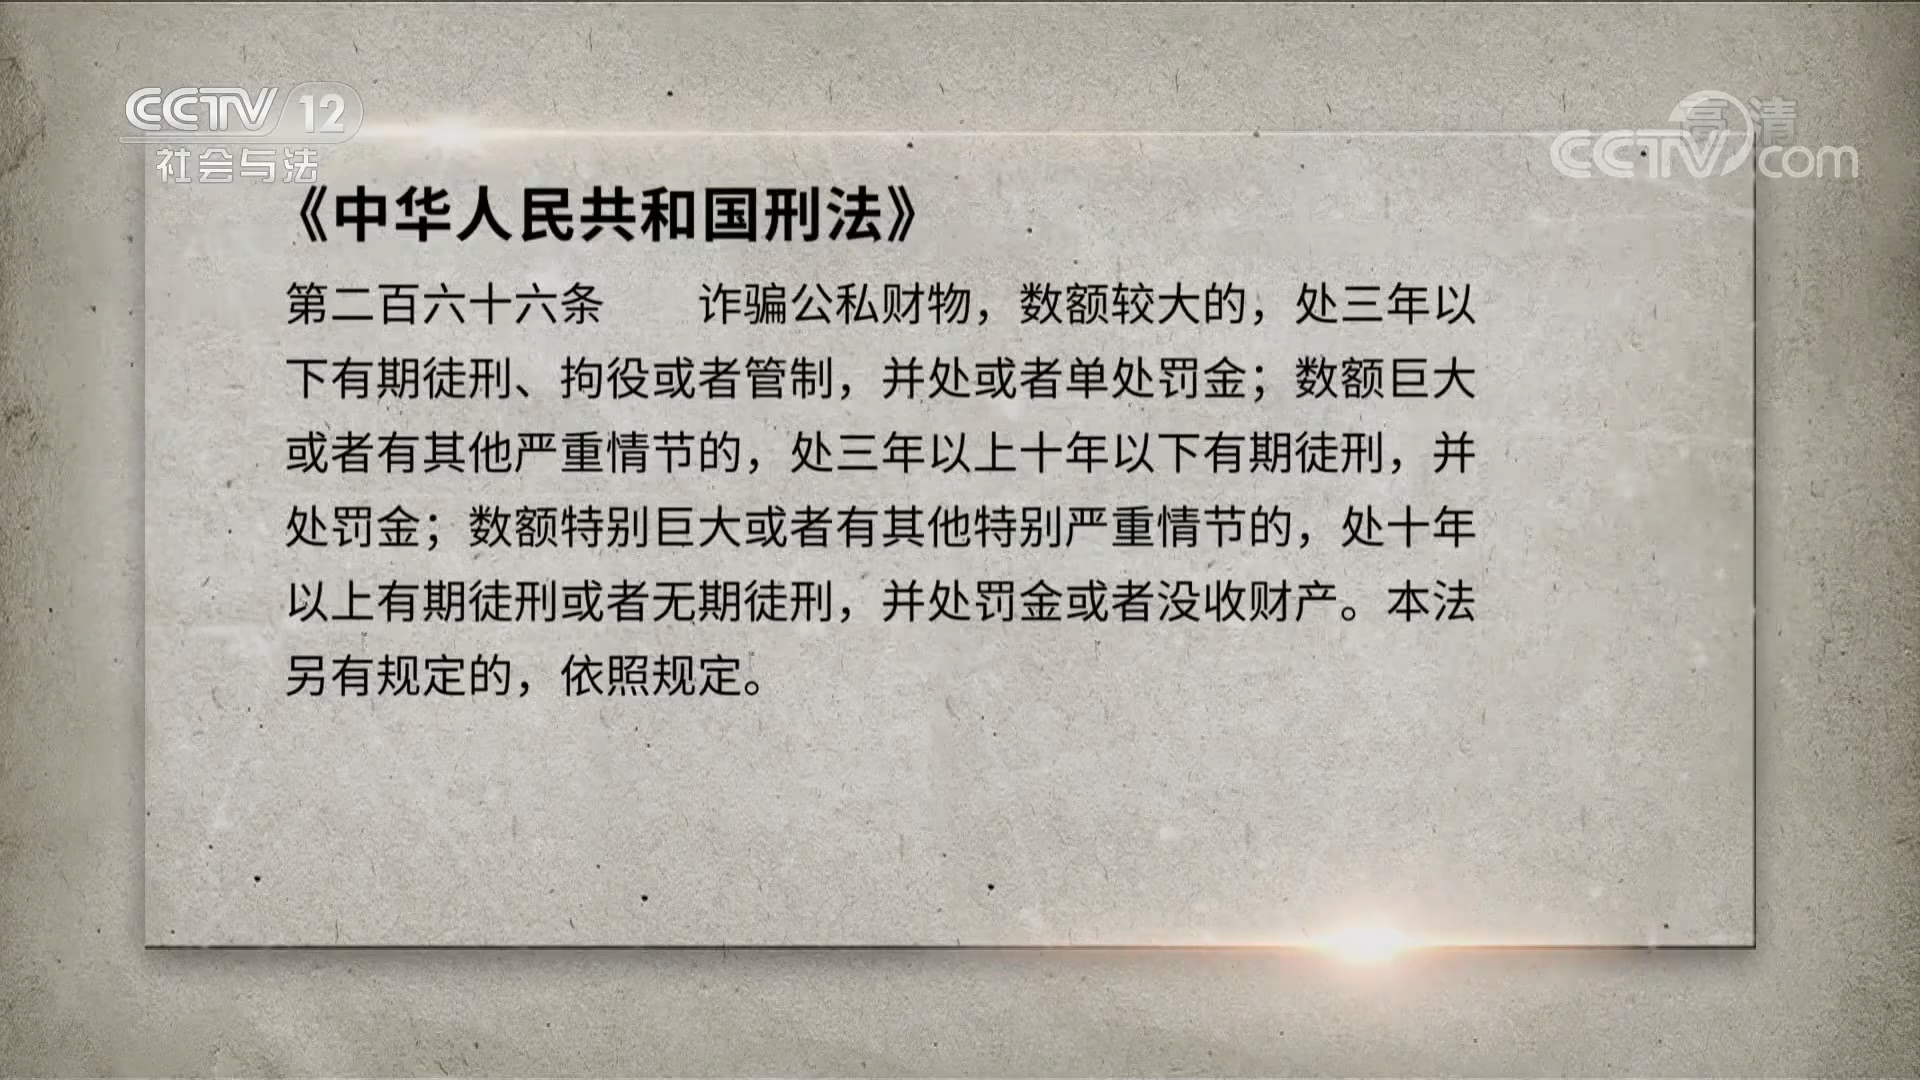 CCTV 12
社会与法
高清
CCTV.com
《中华人民共和国刑法》
第二百六十六条　　诈骗公私财物，数额较大的，处三年以
下有期徒刑、拘役或者管制，并处或者单处罚金；数额巨大
或者有其他严重情节的，处三年以上十年以下有期徒刑，并
处罚金；数额特别巨大或者有其他特别严重情节的，处十年
以上有期徒刑或者无期徒刑，并处罚金或者没收财产。本法
另有规定的，依照规定。